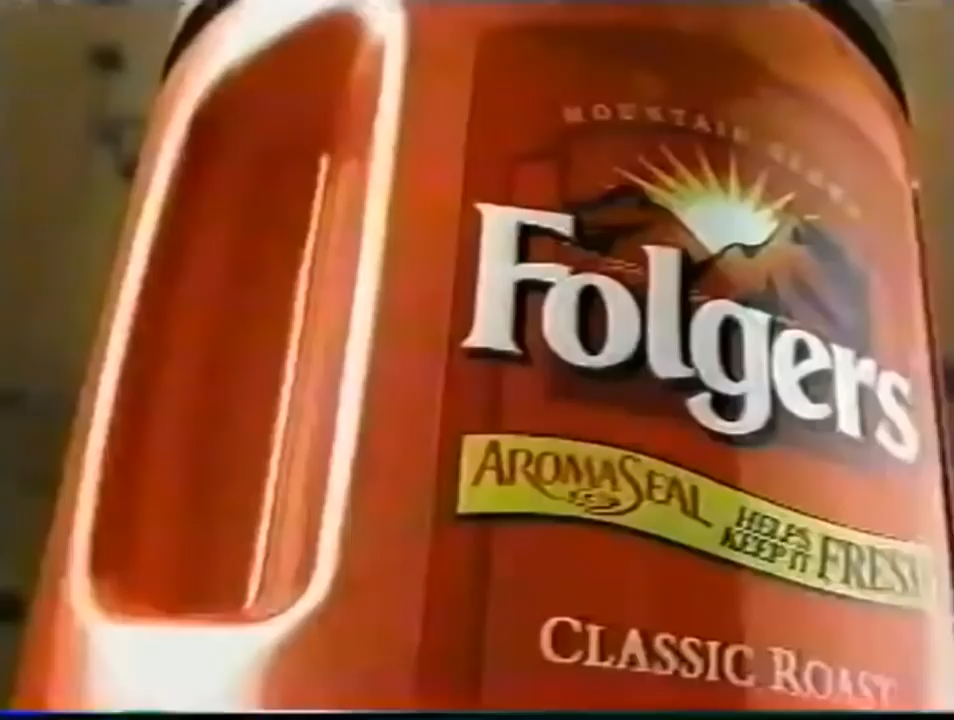 MOUNTAIN GROWN
Folgers
AROMASEAL
HELPS
KEEP IT FRESH
CLASSIC ROAST